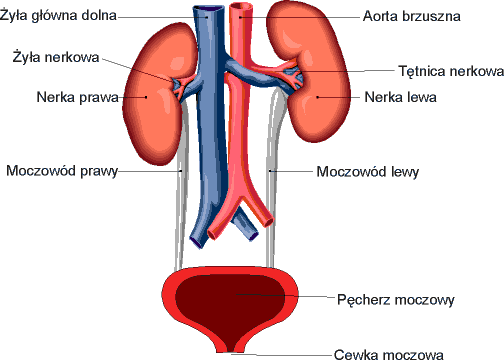 Żyła główna dolna
Aorta brzuszna
Żyła nerkowa
Tętnica nerkowa
Nerka prawa
Nerka lewa
Moczowód prawy
Moczowód lewy
Pęcherz moczowy
Cewka moczowa